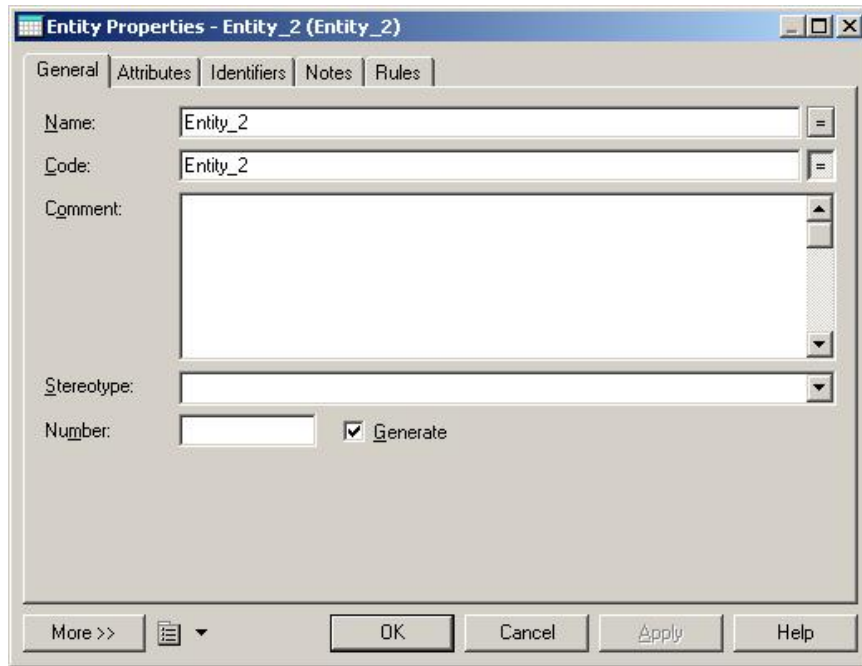 Entity Properties - Entity_2 (Entity_2)
General Attributes Identifiers Notes Rules
Name: Entity_2 =
Code: Entity_2 =
Comment:
Stereotype:
Number: Generate
More >> OK Cancel Apply Help